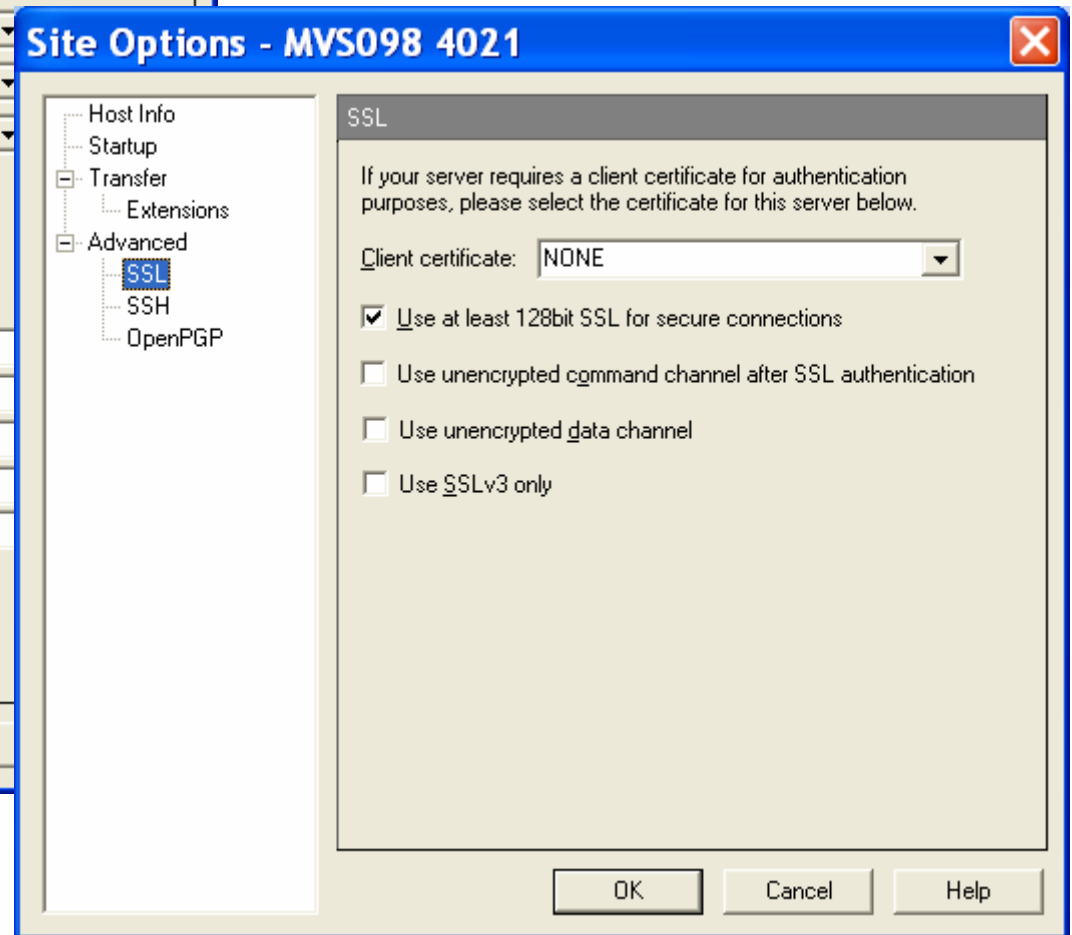 Site Options - MVS098 4021
Host Info
Startup
Transfer
Extensions
Advanced
SSL
SSH
OpenPGP
SSL
If your server requires a client certificate for authentication
purposes, please select the certificate for this server below.
Client certificate: NONE
Use at least 128bit SSL for secure connections
Use unencrypted command channel after SSL authentication
Use unencrypted data channel
Use SSLv3 only
OK Cancel Help